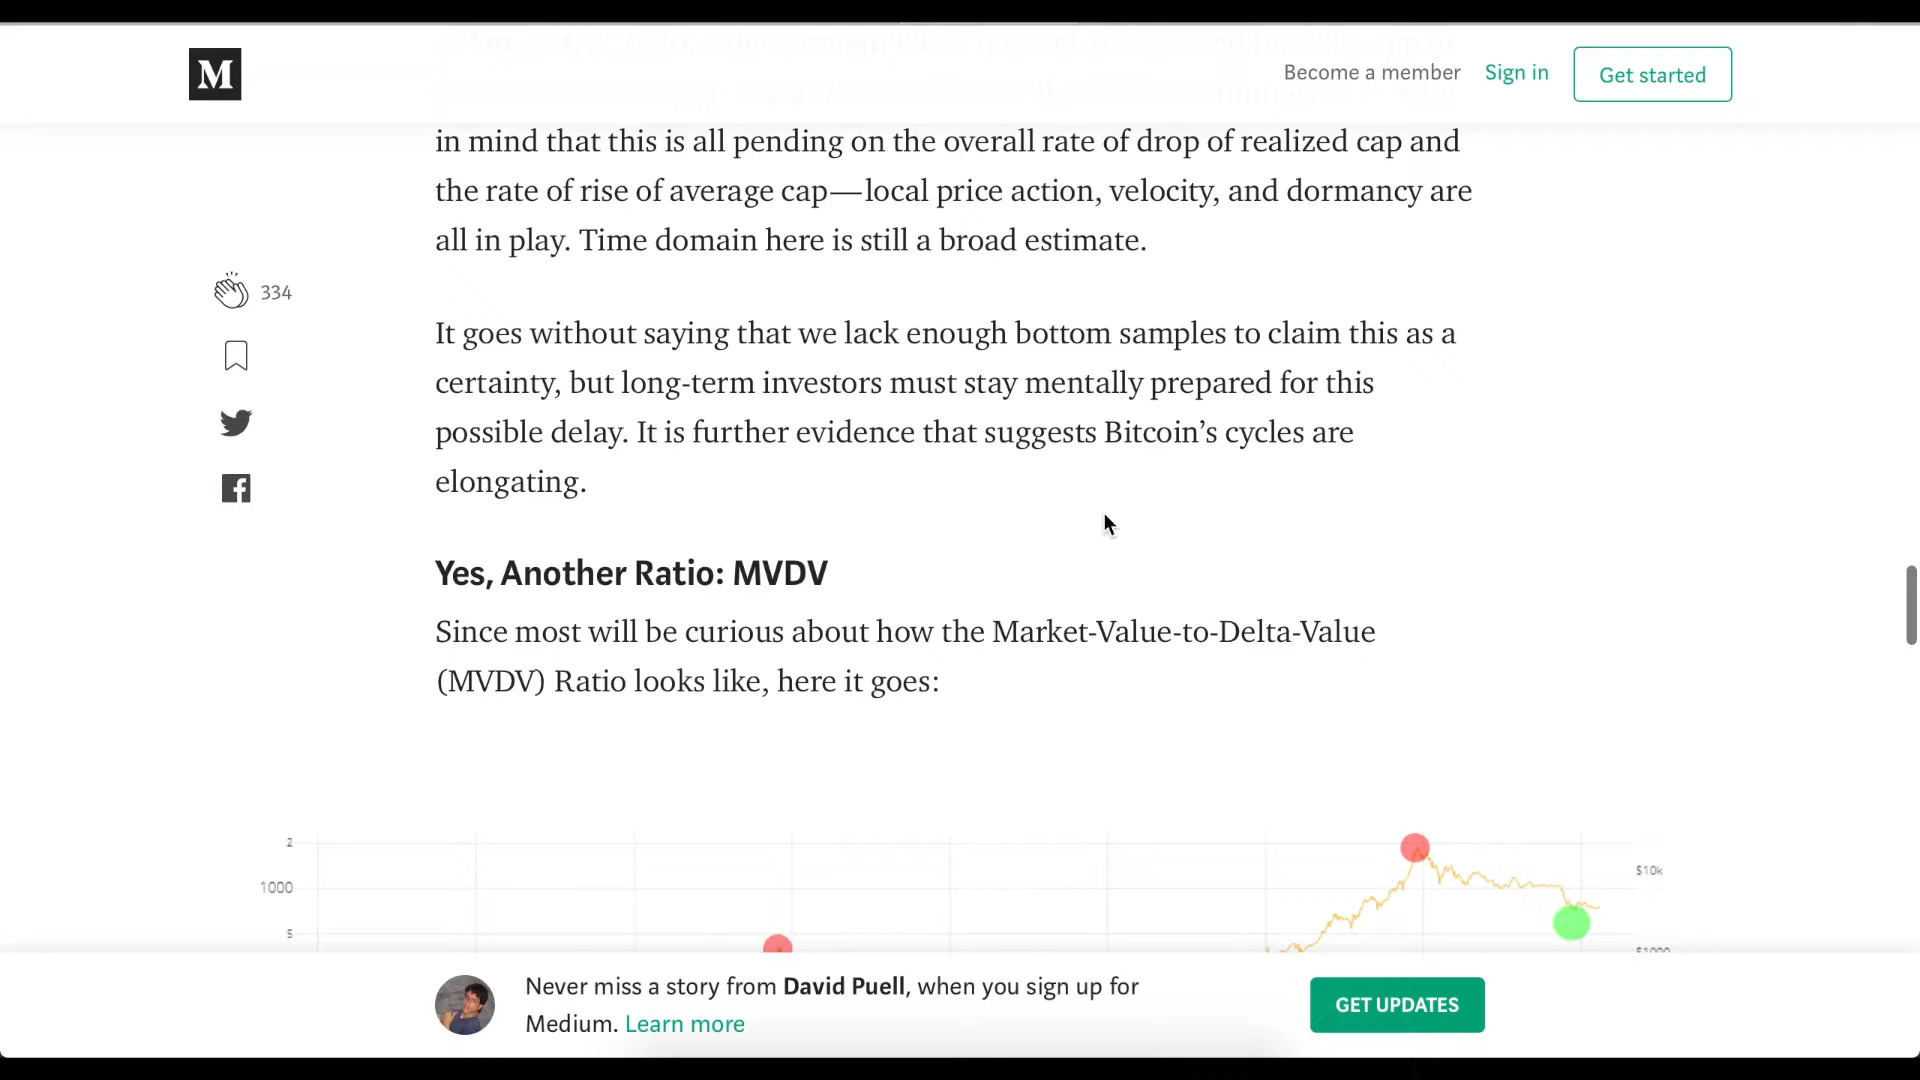 M
Become a member
Sign in
Get started
in mind that this is all pending on the overall rate of drop of realized cap and
the rate of rise of average cap—local price action, velocity, and dormancy are
all in play. Time domain here is still a broad estimate.
334
It goes without saying that we lack enough bottom samples to claim this as a
certainty, but long-term investors must stay mentally prepared for this
possible delay. It is further evidence that suggests Bitcoin’s cycles are
elongating.
Yes, Another Ratio: MVDV
Since most will be curious about how the Market-Value-to-Delta-Value
(MVDV) Ratio looks like, here it goes:
2
$10k
1000
5
$1000
Never miss a story from David Puell, when you sign up for
Medium. Learn more
GET UPDATES